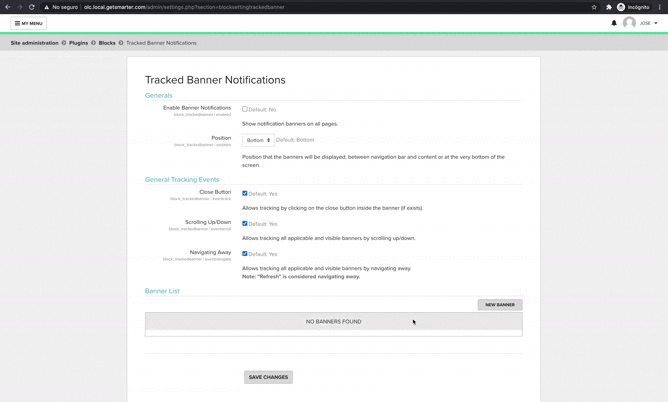 No seguro | olc.local.getsmarter.com/admin/settings.php?section=blocksettingtrackedbanner
Incógnito
MY MENU
JOSE
Site administration
Plugins
Blocks
Tracked Banner Notifications
Tracked Banner Notifications
Generals
Enable Banner Notifications
block_trackedbanner | enabled
Default: No
Show notification banners on all pages.
Position
block_trackedbanner | position
Bottom
Default: Bottom
Position that the banners will be displayed; between navigation bar and content or at the very bottom of the
screen.
General Tracking Events
Close Button
Default: Yes
Allows tracking by clicking on the close button inside the banner (if exists).
Scrolling Up/Down
block_trackedbanner | eventscroll
Default: Yes
Allows tracking all applicable and visible banners by scrolling up/down.
Navigating Away
block_trackedbanner | eventnavigate
Default: Yes
Allows tracking all applicable and visible banners by navigating away.
Note: "Refresh" is considered navigating away.
Banner List
NEW BANNER
NO BANNERS FOUND
SAVE CHANGES